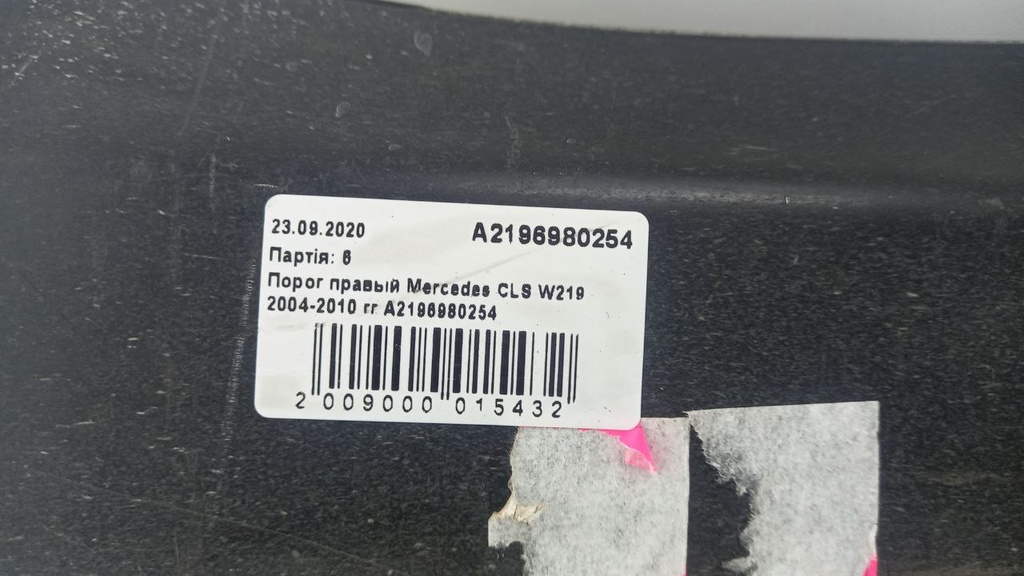 23.09.2020 A2196980254
Партія: 6
Порог правый Mercedes CLS W219
2004-2010 гг A2196980254
2 009000 015432